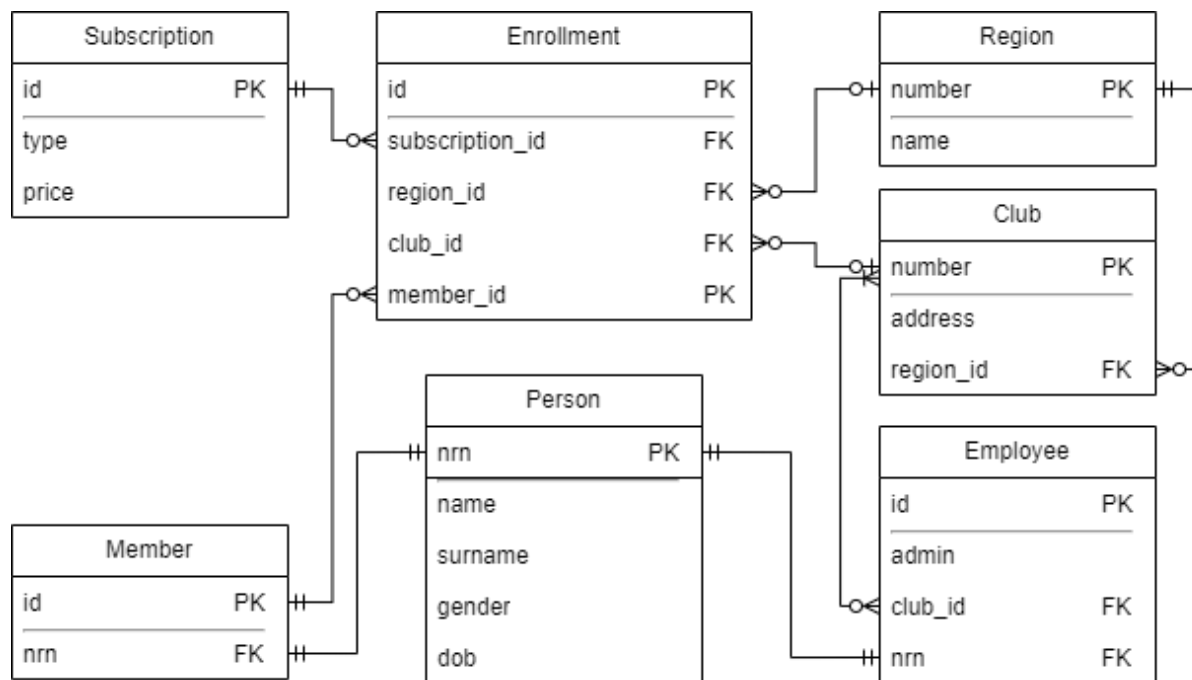 Subscription
id PK
type
price
Enrollment
id PK
subscription_id FK
region_id FK
club_id FK
member_id PK
Region
number PK
name
Club
number PK
address
region_id FK
Person
nrn PK
name
surname
gender
dob
Employee
id PK
admin
club_id FK
nrn FK
Member
id PK
nrn FK